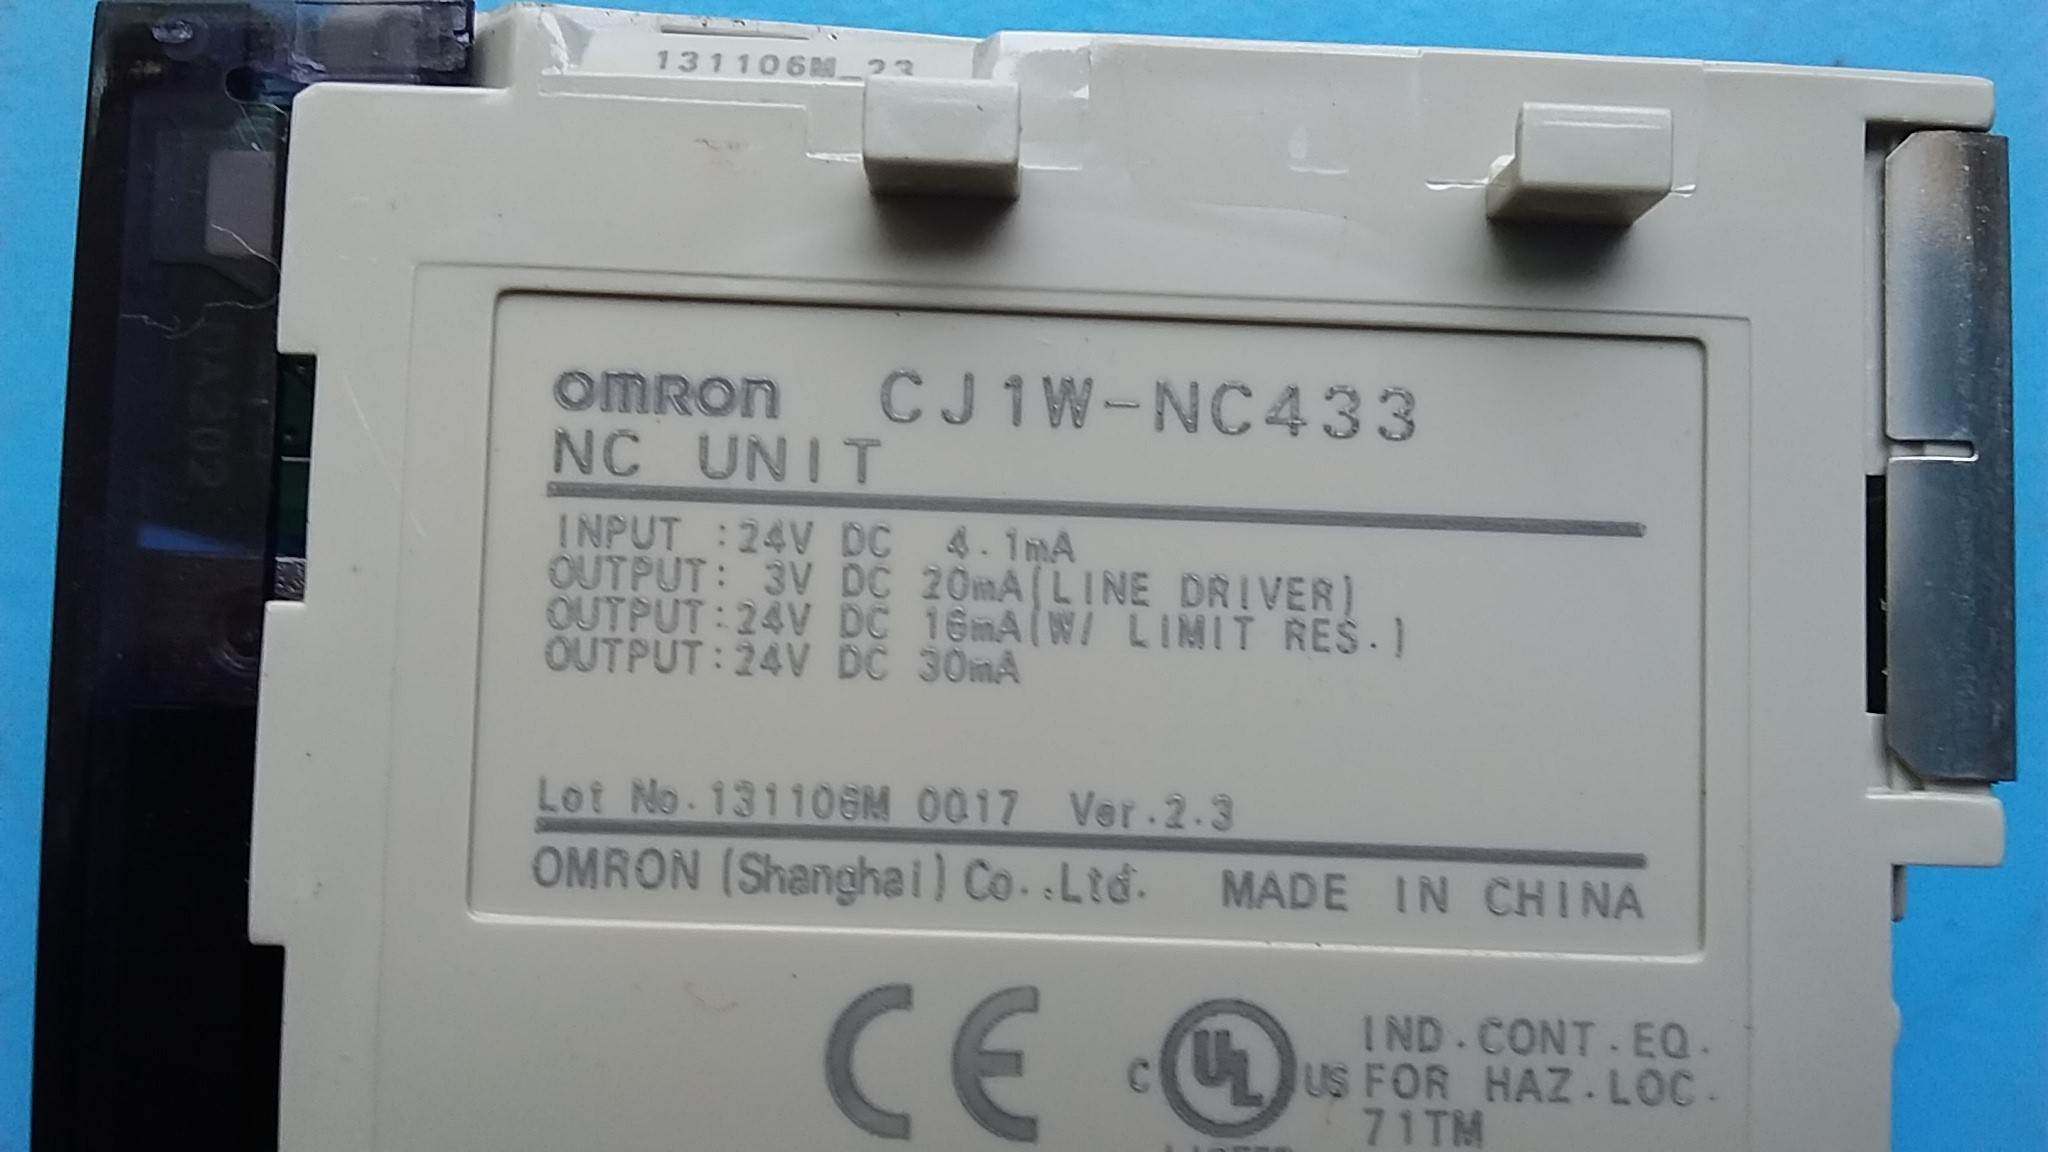 131106M_23
omRon CJ1W-NC433
NC UNIT
INPUT :24V DC 4.1mA
OUTPUT: 3V DC 20mA(LINE DRIVER)
OUTPUT:24V DC 16mA(W/ LIMIT RES.)
OUTPUT:24V DC 30mA
Lot No.131106M 0017 Ver.2.3
OMRON (Shanghai) Co.,Ltd. MADE IN CHINA
CE
C UL US
IND.CONT.EQ.
FOR HAZ.LOC.
71TM